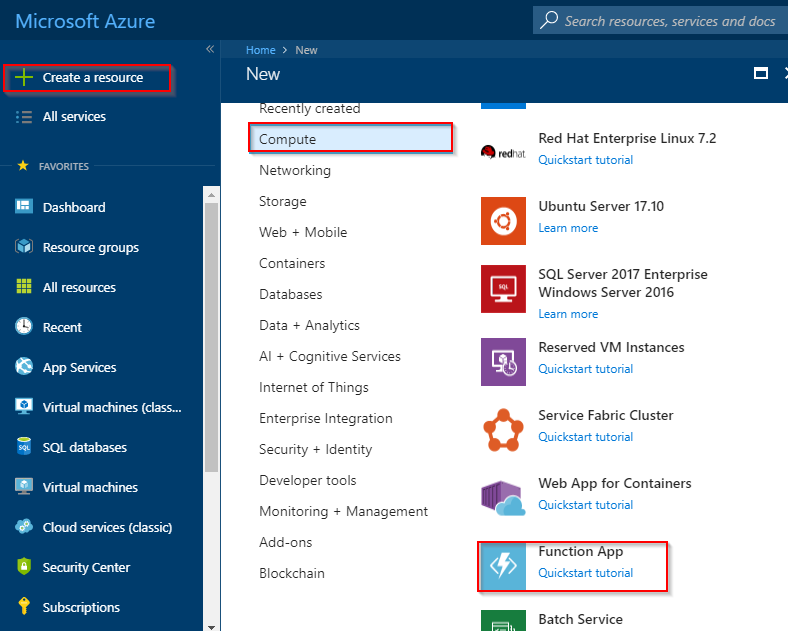 Microsoft Azure
Search resources, services and docs
Create a resource
All services
FAVORITES
Dashboard
Resource groups
All resources
Recent
App Services
Virtual machines (class...
SQL databases
Virtual machines
Cloud services (classic)
Security Center
Subscriptions
Home > New
New
Recently created
Compute
Networking
Storage
Web + Mobile
Containers
Databases
Data + Analytics
AI + Cognitive Services
Internet of Things
Enterprise Integration
Security + Identity
Developer tools
Monitoring + Management
Add-ons
Blockchain
redhat
Red Hat Enterprise Linux 7.2
Quickstart tutorial
Ubuntu Server 17.10
Learn more
SQL
SQL Server 2017 Enterprise
Windows Server 2016
Learn more
Reserved VM Instances
Quickstart tutorial
Service Fabric Cluster
Quickstart tutorial
Web App for Containers
Quickstart tutorial
Function App
Quickstart tutorial
Batch Service